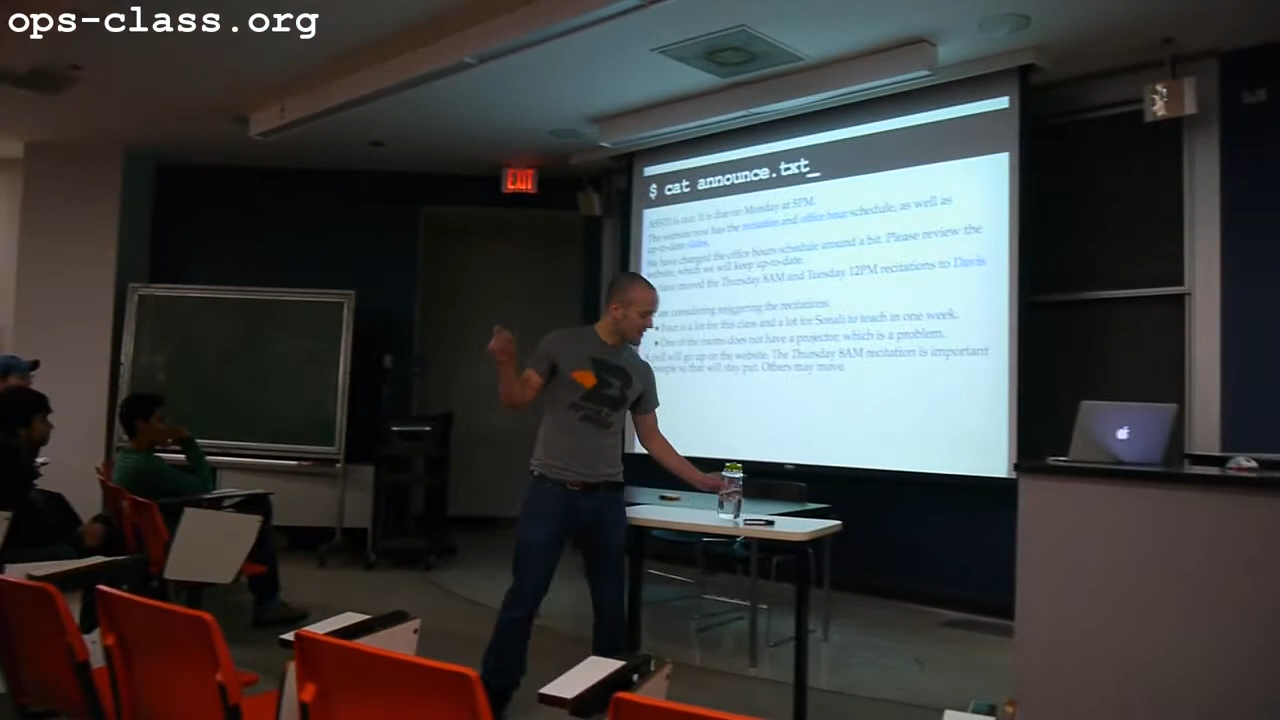 ops-class.org
EXIT
$ cat announce.txt_
is out. It is due on Monday at 5PM.
The website now has the recitation and office hour schedule, as well as
up-to-date slides.
We have changed the office hours schedule around a bit. Please review the
website, which we will keep up-to-date.
have moved the Thursday 8AM and Tuesday 12PM recitations to Davis
considering the recitations:
• Four is a lot for this class and a lot for Sonali to teach in one week.
• One of the rooms does not have a projector, which is a problem.
A poll will go up on the website. The Thursday 8AM recitation is important
people so that will stay put. Others may move.
B